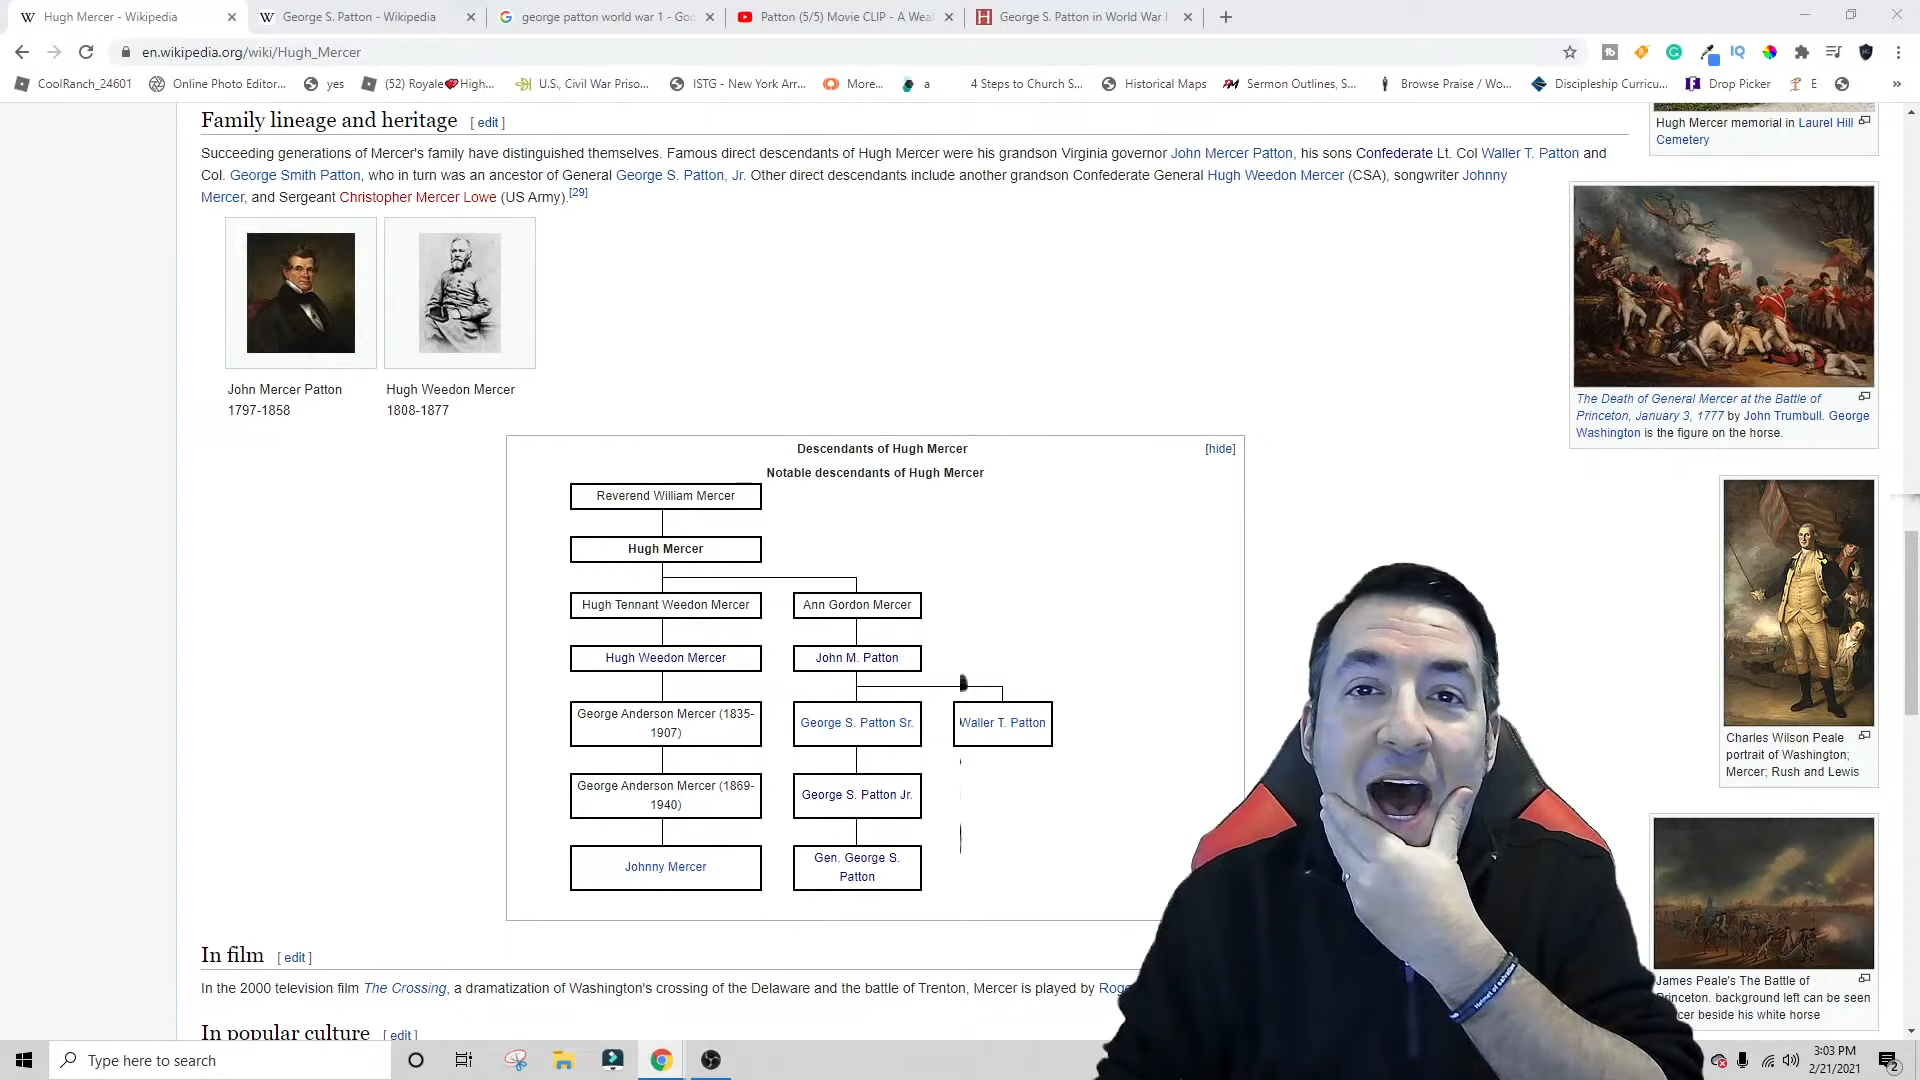 Hugh Mercer - Wikipedia
George S. Patton - Wikipedia
george patton world war 1 - Goo
Patton (5/5) Movie CLIP - A Weal
George S. Patton in World War I
en.wikipedia.org/wiki/Hugh_Mercer
CoolRanch_24601
Online Photo Editor...
yes
(52) Royale❤High...
U.S., Civil War Priso...
ISTG - New York Arr...
More...
a
4 Steps to Church S...
Historical Maps
Sermon Outlines, S...
Browse Praise / Wo...
Discipleship Curricu...
Drop Picker
E
»
Family lineage and heritage [ edit ]
Succeeding generations of Mercer's family have distinguished themselves. Famous direct descendants of Hugh Mercer were his grandson Virginia governor John Mercer Patton, his sons Confederate Lt. Col Waller T. Patton and
Col. George Smith Patton, who in turn was an ancestor of General George S. Patton, Jr. Other direct descendants include another grandson Confederate General Hugh Weedon Mercer (CSA), songwriter Johnny
Mercer, and Sergeant Christopher Mercer Lowe (US Army).[29]
John Mercer Patton
1797-1858
Hugh Weedon Mercer
1808-1877
Descendants of Hugh Mercer
[hide]
Notable descendants of Hugh Mercer
Reverend William Mercer
Hugh Mercer
Hugh Tennant Weedon Mercer
Ann Gordon Mercer
Hugh Weedon Mercer
John M. Patton
George Anderson Mercer (1835-
1907)
George S. Patton Sr.
Waller T. Patton
George Anderson Mercer (1869-
1940)
George S. Patton Jr.
Johnny Mercer
Gen. George S.
Patton
In film [ edit ]
In the 2000 television film The Crossing, a dramatization of Washington's crossing of the Delaware and the battle of Trenton, Mercer is played by Roge
In popular culture [ edit ]
Hugh Mercer memorial in Laurel Hill
Cemetery
The Death of General Mercer at the Battle of
Princeton, January 3, 1777 by John Trumbull. George
Washington is the figure on the horse.
Charles Wilson Peale
portrait of Washington;
Mercer; Rush and Lewis
James Peale's The Battle of
Princeton. background left can be seen
cer beside his white horse
Helmet of salvation
Type here to search
3:03 PM
2/21/2021
2